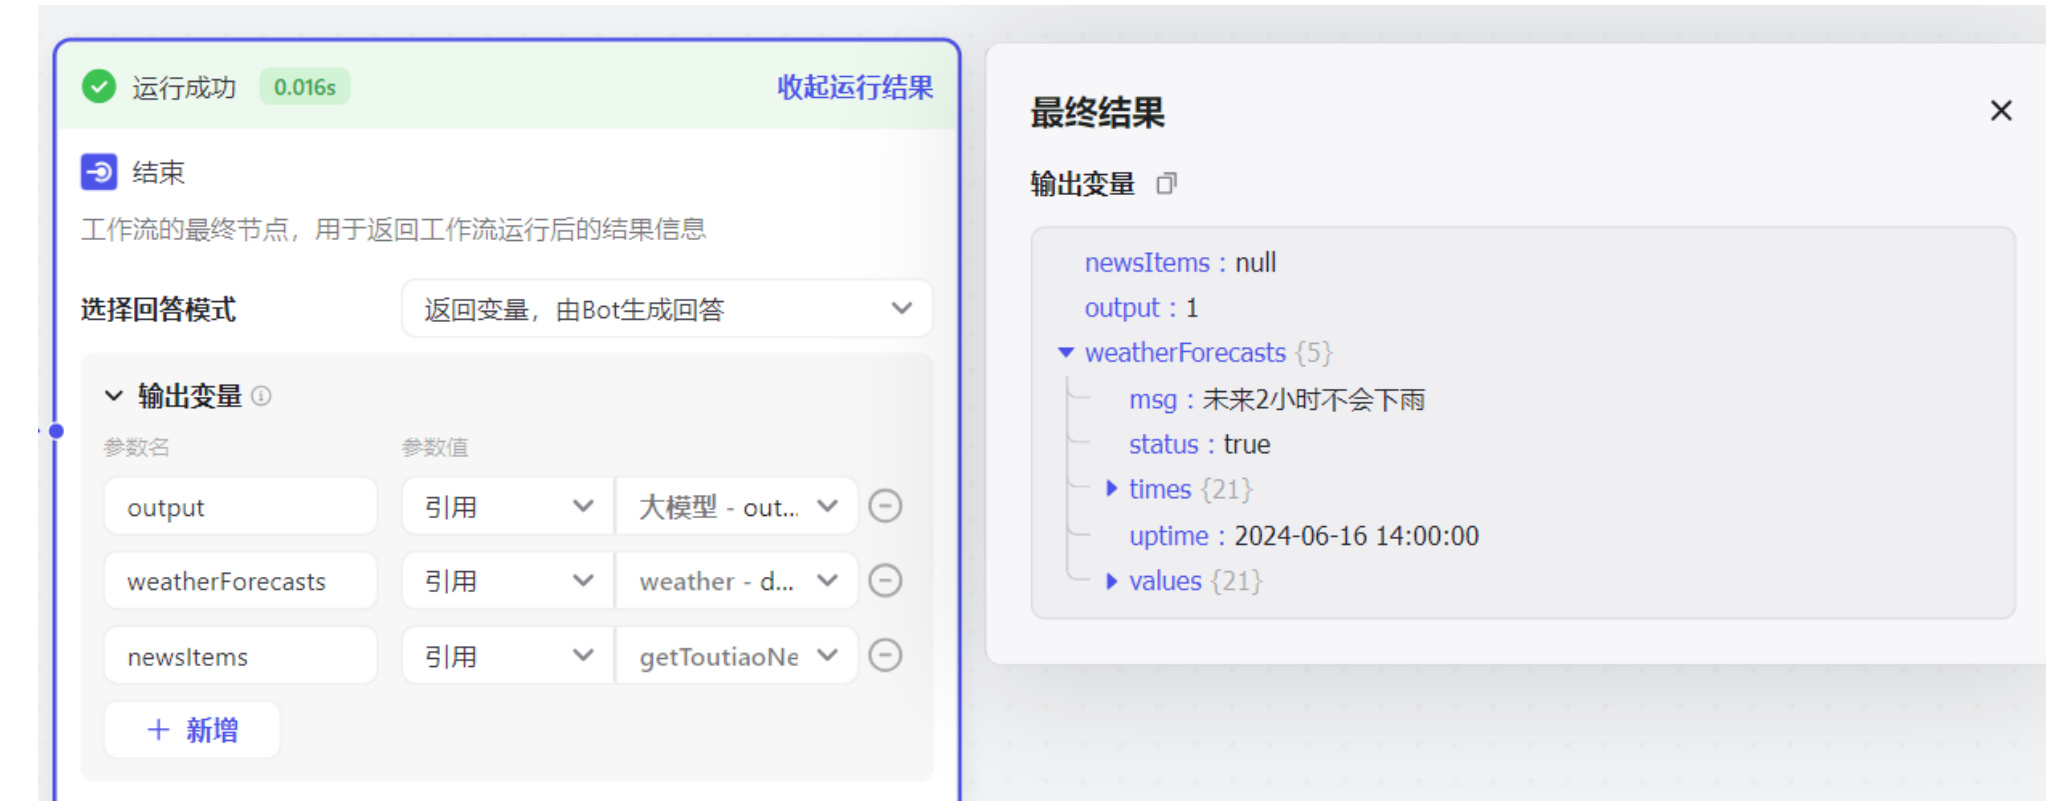 运行成功 0.016s 收起运行结果
结束
工作流的最终节点，用于返回工作流运行后的结果信息
选择回答模式 返回变量，由Bot生成回答
输出变量
参数名 参数值
output 引用 大模型 - out...
weatherForecasts 引用 weather - d...
newsItems 引用 getToutiaoNe
+ 新增
最终结果
输出变量
newsItems : null
output : 1
weatherForecasts {5}
msg : 未来2小时不会下雨
status : true
times {21}
uptime : 2024-06-16 14:00:00
values {21}